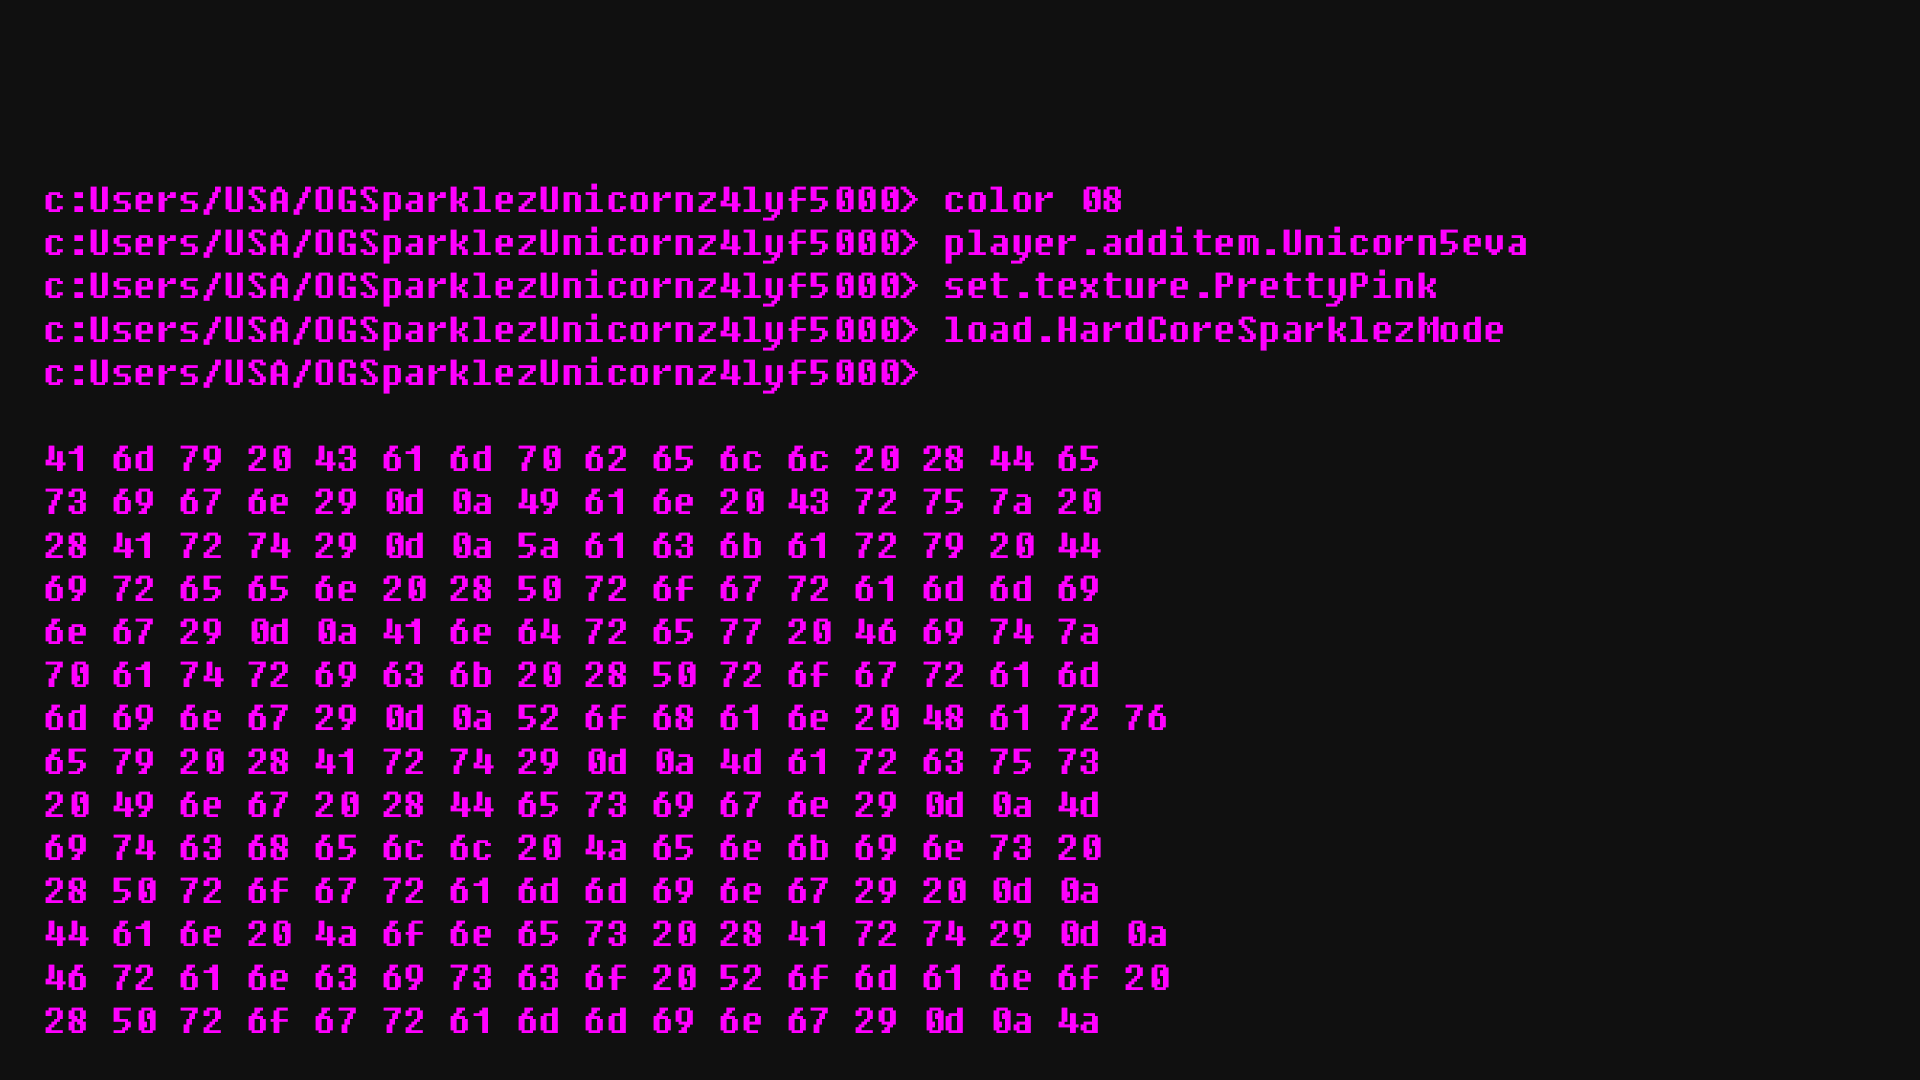 c:Users/USA/OGSparklezUnicornz4lyf5000> color 08
c:Users/USA/OGSparklezUnicornz4lyf5000> player.additem.Unicorn5eva
c:Users/USA/OGSparklezUnicornz4lyf5000> set.texture.PrettyPink
c:Users/USA/OGSparklezUnicornz4lyf5000> load.HardCoreSparklezMode
c:Users/USA/OGSparklezUnicornz4lyf5000>
41 6d 79 20 43 61 6d 70 62 65 6c 6c 20 28 44 65
73 69 67 6e 29 0d 0a 49 61 6e 20 43 72 75 7a 20
28 41 72 74 29 0d 0a 5a 61 63 6b 61 72 79 20 44
69 72 65 65 6e 20 28 50 72 6f 67 72 61 6d 6d 69
6e 67 29 0d 0a 41 6e 64 72 65 77 20 46 69 74 7a
70 61 74 72 69 63 6b 20 28 50 72 6f 67 72 61 6d
6d 69 6e 67 29 0d 0a 52 6f 68 61 6e 20 48 61 72 76
65 79 20 28 41 72 74 29 0d 0a 4d 61 72 63 75 73
20 49 6e 67 20 28 44 65 73 69 67 6e 29 0d 0a 4d
69 74 63 68 65 6c 6c 20 4a 65 6e 6b 69 6e 73 20
28 50 72 6f 67 72 61 6d 6d 69 6e 67 29 20 0d 0a
44 61 6e 20 4a 6f 6e 65 73 20 28 41 72 74 29 0d 0a
46 72 61 6e 63 69 73 63 6f 20 52 6f 6d 61 6e 6f 20
28 50 72 6f 67 72 61 6d 6d 69 6e 67 29 0d 0a 4a